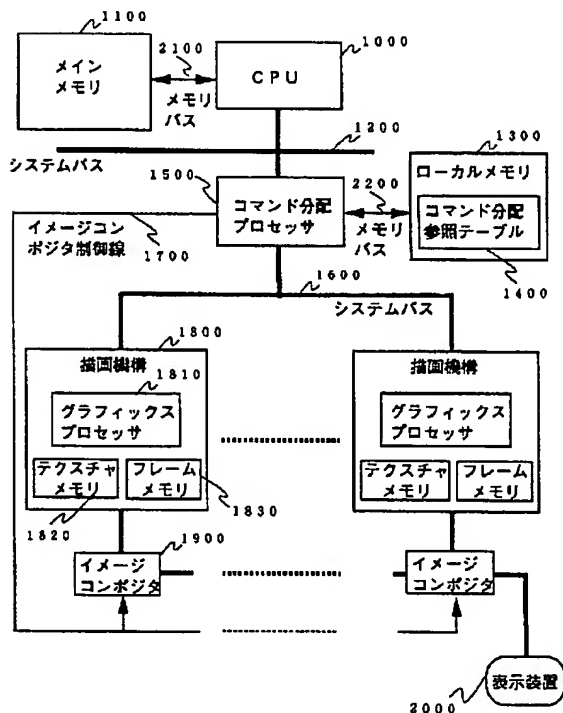 1100
メイン
メモリ
2100
メモリ
バス
1000
CPU
1200
システムバス
1500
コマンド分配
プロセッサ
2200
メモリ
バス
1300
ローカルメモリ
コマンド分配
参照テーブル
1400
イメージコン
ポジタ制御線
1700
1600
システムバス
1800
描画機構
1810
グラフィックス
プロセッサ
テクスチャ
メモリ
フレーム
メモリ
1820
1830
描画機構
グラフィックス
プロセッサ
テクスチャ
メモリ
フレーム
メモリ
1900
イメージ
コンポジタ
イメージ
コンポジタ
表示装置
2000